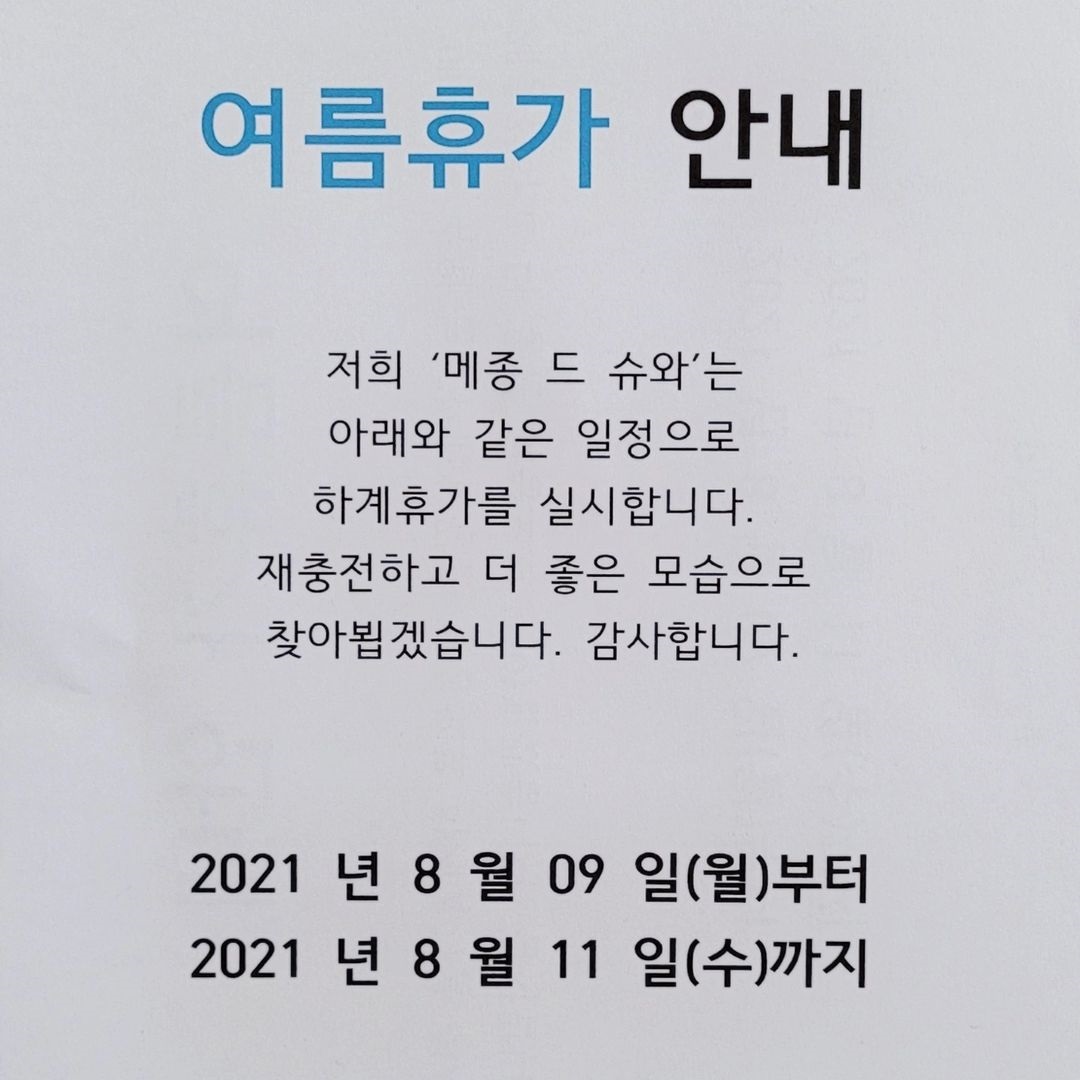 여름휴가 안내
저희 ‘메종 드 슈와’는
아래와 같은 일정으로
하계휴가를 실시합니다.
재충전하고 더 좋은 모습으로
찾아뵙겠습니다. 감사합니다.
2021 년 8 월 09 일(월)부터
2021 년 8 월 11 일(수)까지